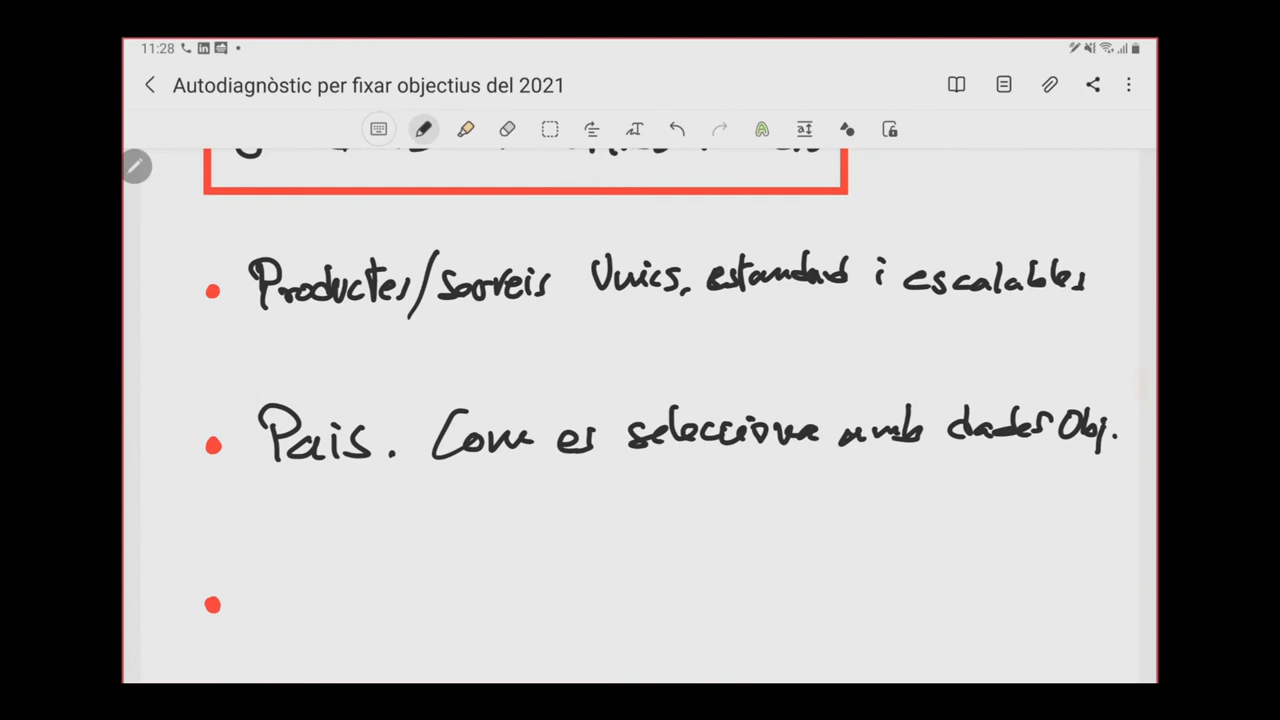 11:28
Autodiagnòstic per fixar objectius del 2021
Productes/Serveis Unics, estandard i escalables
Pais. Com es selecciona amb dades Obj.